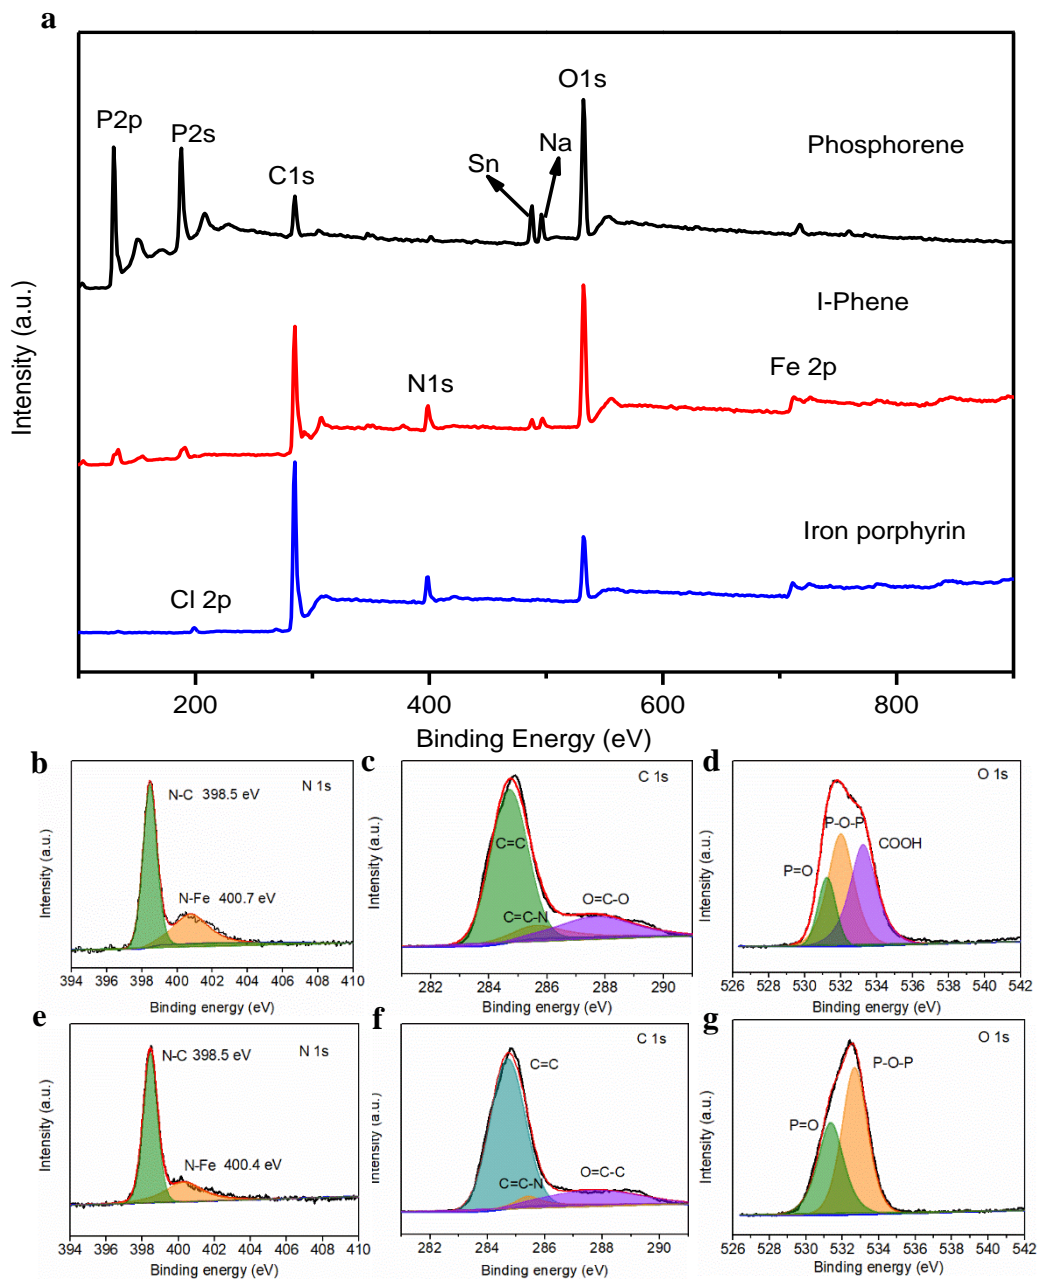 a
P2p
P2s
C1s
Sn
Na
O1s
Phosphorene
I-Phene
N1s
Fe 2p
Iron porphyrin
Cl 2p
Intensity (a.u.)
200
400
600
800
Binding Energy (eV)
b
N 1s
N-C 398.5 eV
N-Fe 400.7 eV
Intensity (a.u.)
394 396 398 400 402 404 406 408 410
Binding energy (eV)
c
C 1s
C=C
C=C-N
O=C-O
Intensity (a.u.)
282 284 286 288 290
Binding energy (eV)
d
O 1s
P-O-P
P=O
COOH
Intensity (a.u.)
526 528 530 532 534 536 538 540 542
Binding energy (eV)
e
N 1s
N-C 398.5 eV
N-Fe 400.4 eV
Intensity (a.u.)
394 396 398 400 402 404 406 408 410
Binding energy (eV)
f
C 1s
C=C
C=C-N
O=C-C
Intensity (a.u.)
282 284 286 288 290
Binding energy (eV)
g
O 1s
P-O-P
P=O
Intensity (a.u.)
526 528 530 532 534 536 538 540 542
Binding energy (eV)